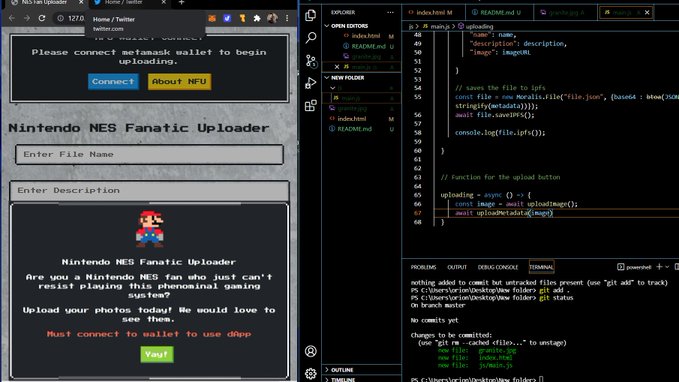 NES Fan Uploader
Home / Twitter
Home / Twitter
twitter.com
127.0.
Please connect metamask wallet to begin
uploading.
Connect
About NFU
Nintendo NES Fanatic Uploader
Enter File Name
Enter Description
Nintendo NES Fanatic Uploader
Are you a Nintendo NES fan who just can't
resist playing this phenominal gaming
system?
Upload your photos today! We would love to
see them.
Must connect to wallet to use dApp
Yay!
EXPLORER
OPEN EDITORS
index.html M
README.md U
granite.jpg A
main.js A
NEW FOLDER
js
main.js
granite.jpg
index.html
README.md U
OUTLINE
TIMELINE
index.html M
README.md U
granite.jpg A
main.js A
js > main.js > uploading
48 "name": name,
49 "description": description,
50 "image": imageURL
51
52 }
53
54 // saves the file to ipfs
55 const file = new Moralis.File("file.json", {base64 : btoa(JSON.
stringify(metadata))});
56 await file.saveIPFS();
57
58 console.log(file.ipfs());
59
60 }
61
62
63 // Function for the upload button
64
65 uploading = async () => {
66 const image = await uploadImage();
67 await uploadMetadata(image)
68 }
PROBLEMS OUTPUT DEBUG CONSOLE TERMINAL
powershell
nothing added to commit but untracked files present (use "git add" to track)
PS C:\Users\orion\Desktop\New folder> git add .
PS C:\Users\orion\Desktop\New folder> git status
On branch master
No commits yet
Changes to be committed:
(use "git rm --cached <file>..." to unstage)
new file: granite.jpg
new file: index.html
new file: js/main.js
PS C:\Users\orion\Desktop\New folder>